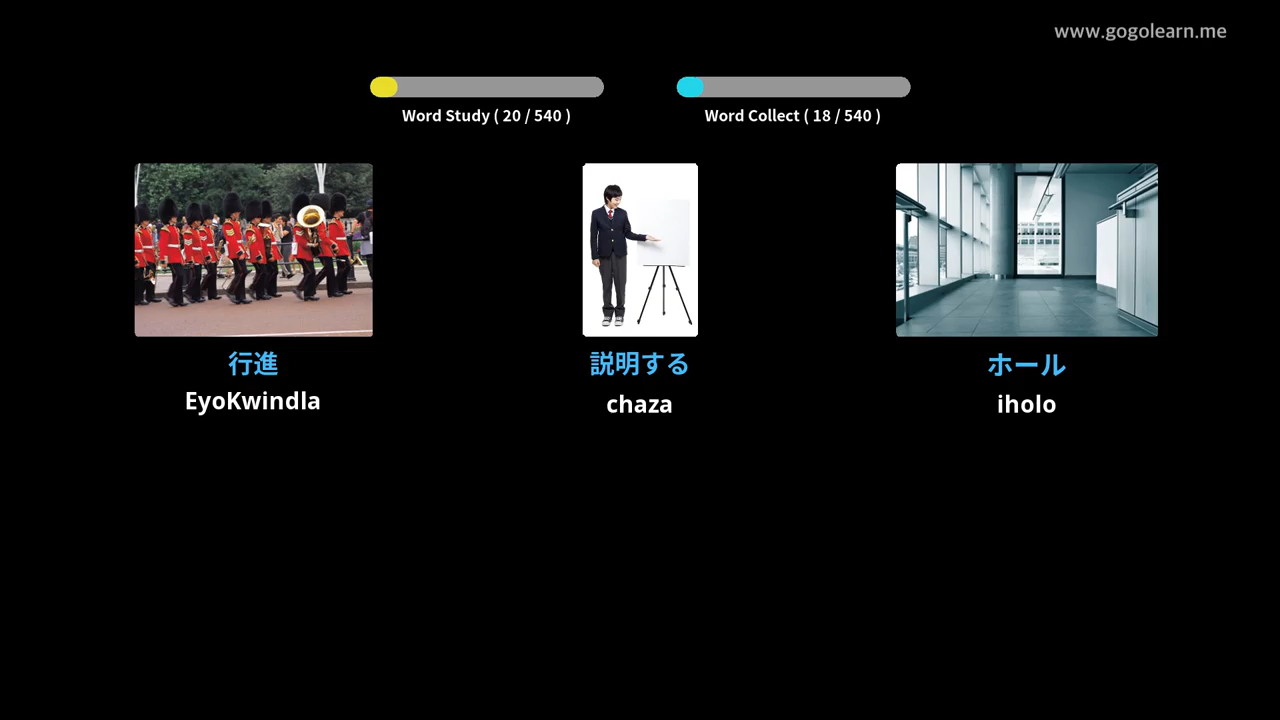 www.gogolearn.me
Word Study ( 20 / 540 )
Word Collect ( 18 / 540 )
行進
説明する
ホール
EyoKwindla
chaza
iholo